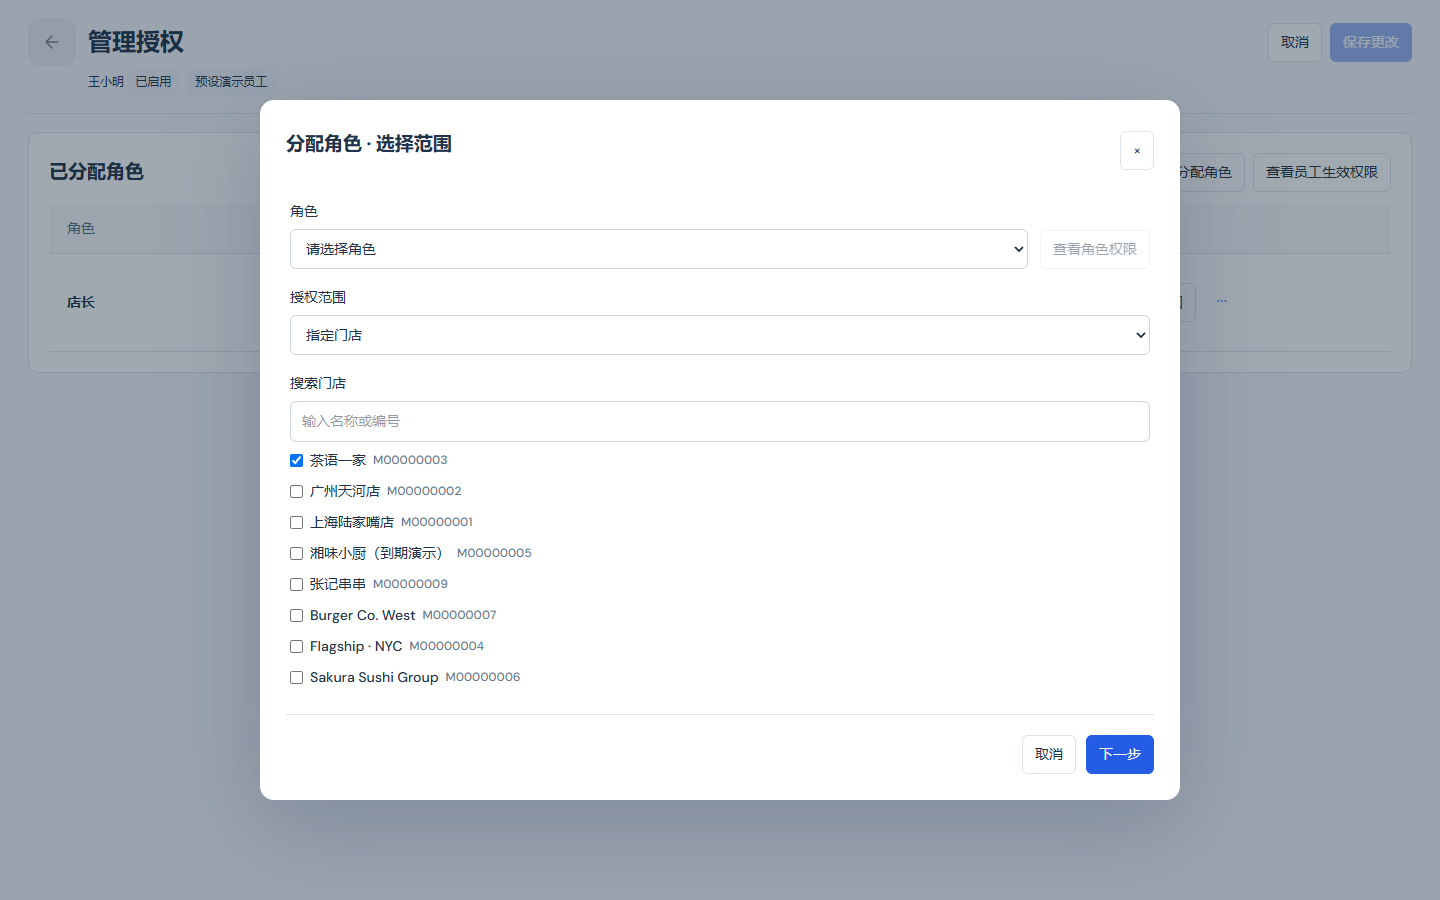 管理授权
取消
保存更改
王小明 已启用 预设演示员工
已分配角色
分配角色
查看员工生效权限
角色
店长
...
分配角色 · 选择范围
×
角色
请选择角色
查看角色权限
授权范围
指定门店
搜索门店
输入名称或编号
茶语一家 M00000003
广州天河店 M00000002
上海陆家嘴店 M00000001
湘味小厨（到期演示） M00000005
张记串串 M00000009
Burger Co. West M00000007
Flagship · NYC M00000004
Sakura Sushi Group M00000006
取消
下一步